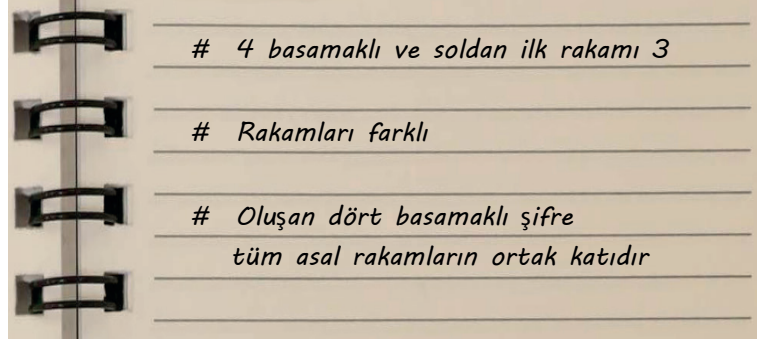 # 4 basamaklı ve soldan ilk rakamı 3
# Rakamları farklı
# Oluşan dört basamaklı şifre
tüm asal rakamların ortak katıdır